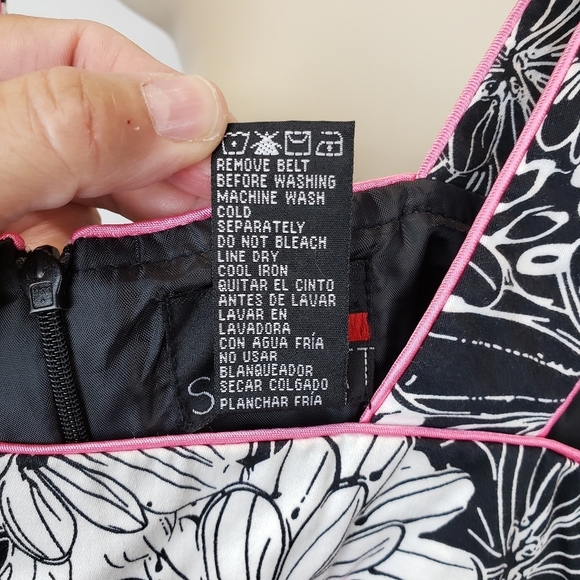 REMOVE BELT
BEFORE WASHING
MACHINE WASH
COLD
SEPARATELY
DO NOT BLEACH
LINE DRY
COOL IRON
QUITAR EL CINTO
ANTES DE LAVAR
LAVAR EN
LAVADORA
CON AGUA FRÍA
NO USAR
BLANQUEADOR
SECAR COLGADO
PLANCHAR FRÍA
S